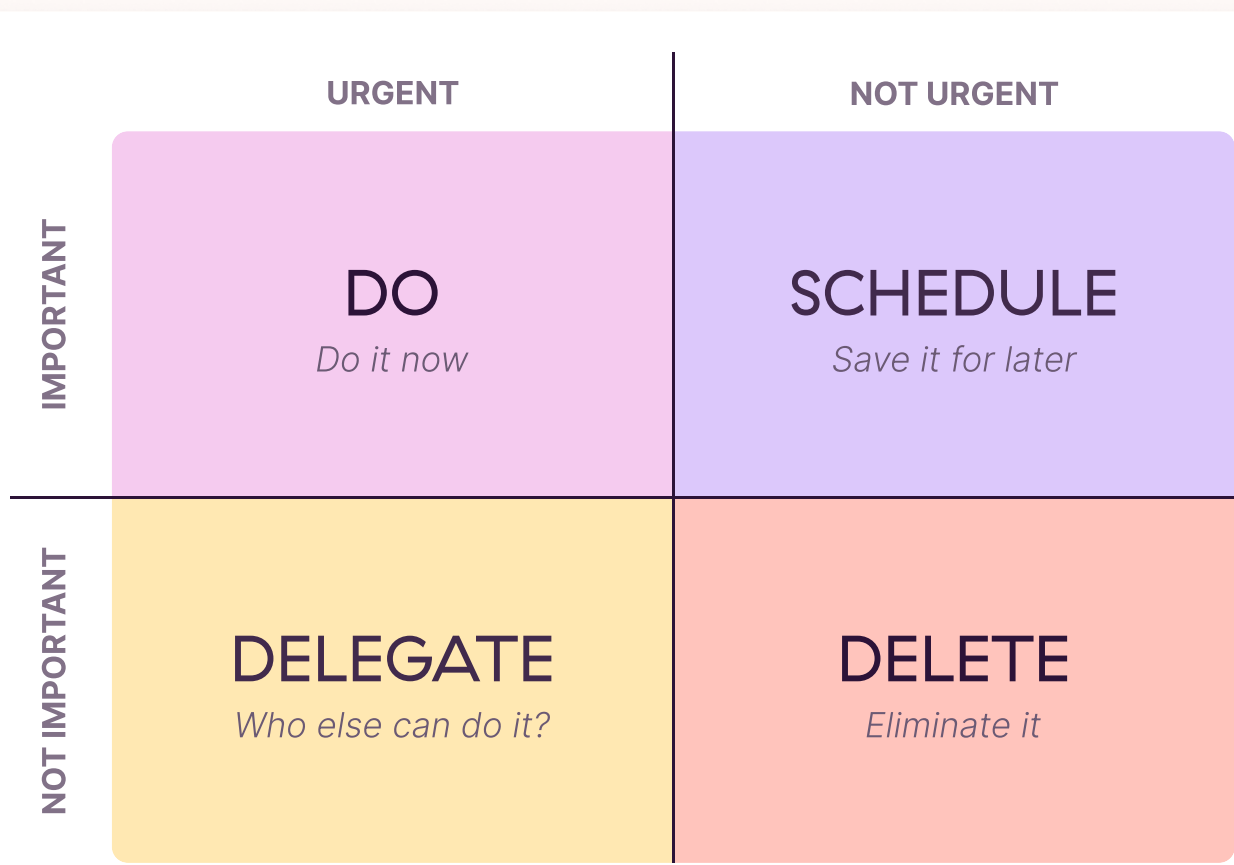 URGENT
NOT URGENT
IMPORTANT
DO
Do it now
SCHEDULE
Save it for later
NOT IMPORTANT
DELEGATE
Who else can do it?
DELETE
Eliminate it